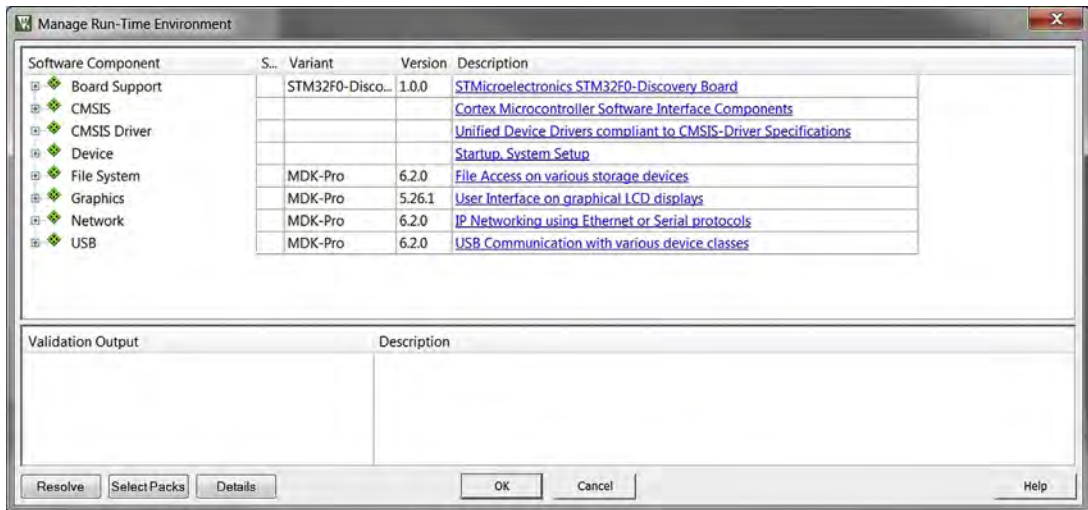 Manage Run-Time Environment
Software Component S... Variant Version Description
Board Support STM32F0-Disco... 1.0.0 STMicroelectronics STM32F0-Discovery Board
CMSIS Cortex Microcontroller Software Interface Components
CMSIS Driver Unified Device Drivers compliant to CMSIS-Driver Specifications
Device Startup, System Setup
File System MDK-Pro 6.2.0 File Access on various storage devices
Graphics MDK-Pro 5.26.1 User Interface on graphical LCD displays
Network MDK-Pro 6.2.0 IP Networking using Ethernet or Serial protocols
USB MDK-Pro 6.2.0 USB Communication with various device classes
Validation Output Description
Resolve Select Packs Details OK Cancel Help